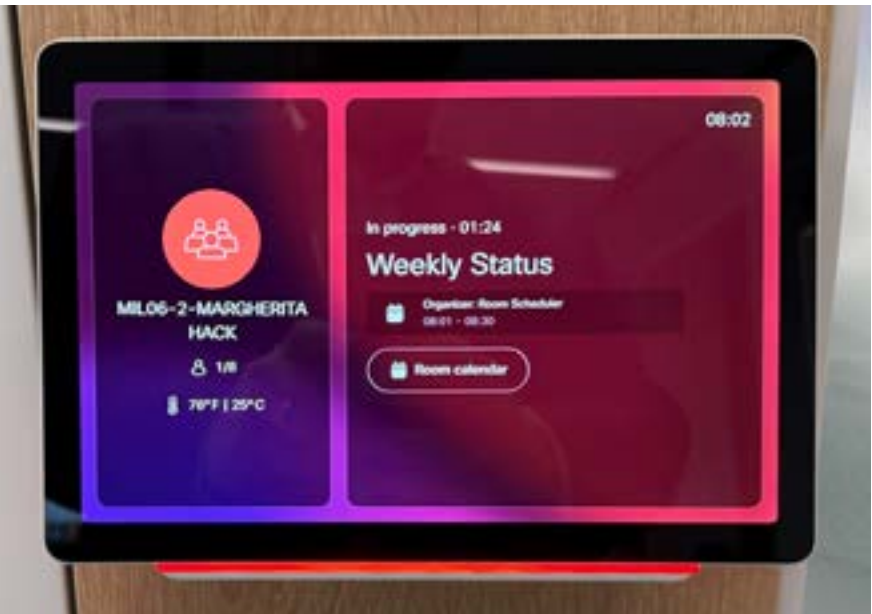 08:02
MIL06-2-MARGHERITA
HACK
1/8
76°F | 25°C
In progress · 01:24
Weekly Status
Organizer: Room Scheduler
08:01 - 08:30
Room calendar